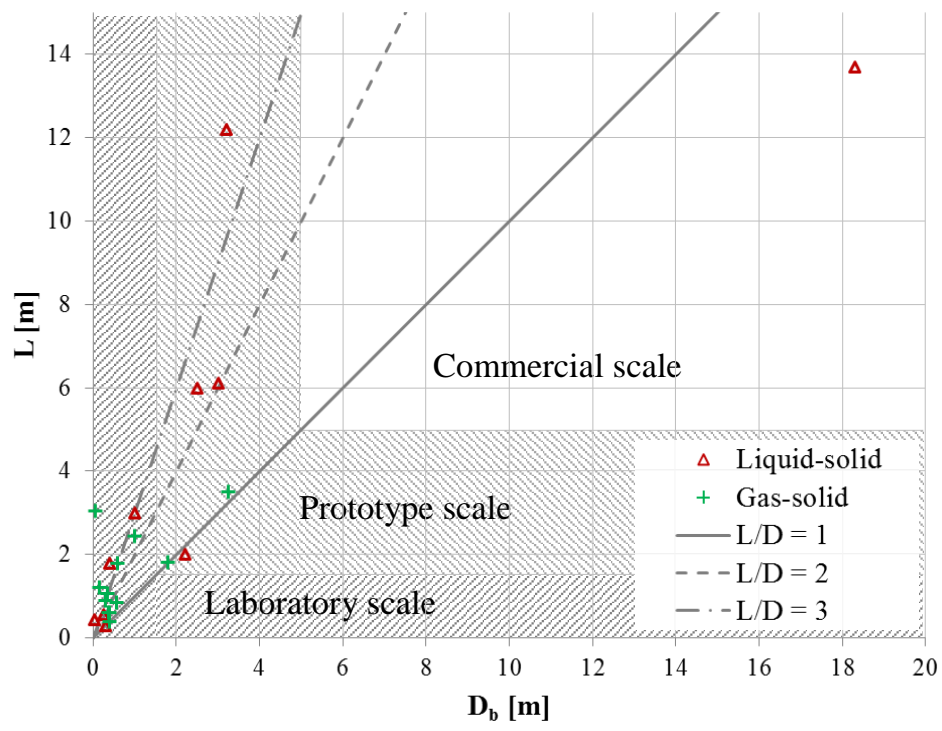 14
12
10
8
6
4
2
0
L [m]
Commercial scale
Prototype scale
Laboratory scale
Liquid-solid
Gas-solid
L/D = 1
L/D = 2
L/D = 3
0 2 4 6 8 10 12 14 16 18 20
D_b [m]